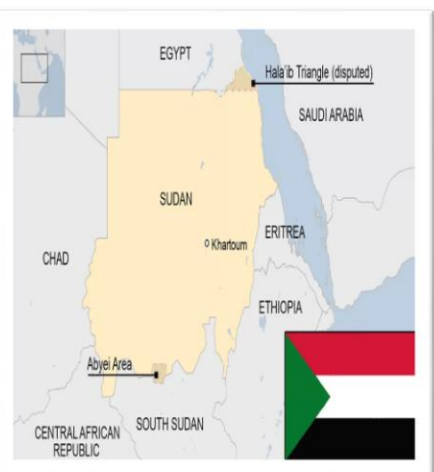 EGYPT
Hala'ib Triangle (disputed)
SAUDI ARABIA
SUDAN
ERITREA
Khartoum
CHAD
ETHIOPIA
Abyei Area
SOUTH SUDAN
CENTRAL AFRICAN
REPUBLIC